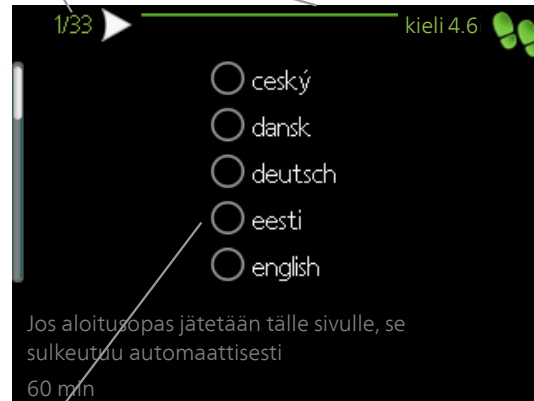 1/33
kieli 4.6
ceský
dansk
deutsch
eesti
english
Jos aloitusopas jätetään tälle sivulle, se
sulkeutuu automaattisesti
60 min